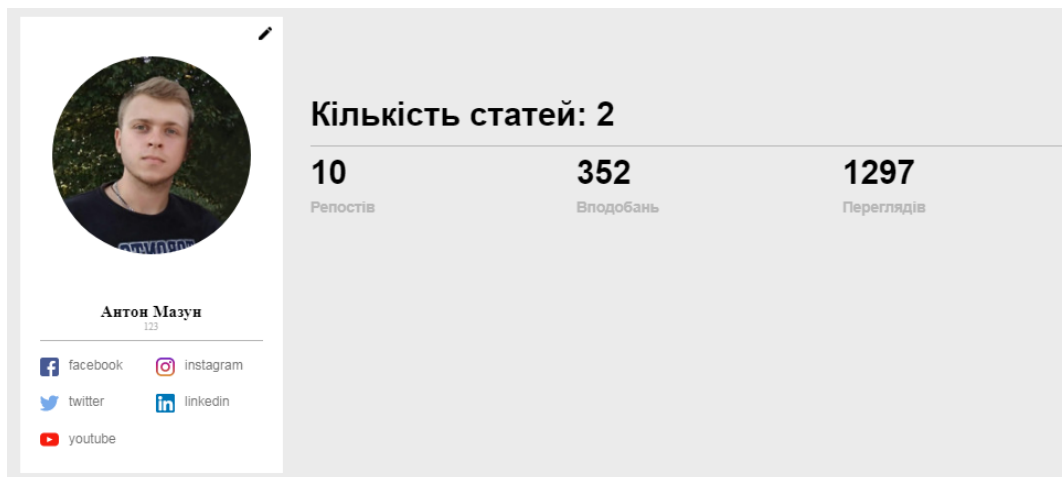 Кількість статей: 2
10 352 1297
Репостів Вподобань Переглядів
Антон Мазун
123
facebook instagram
twitter linkedin
youtube